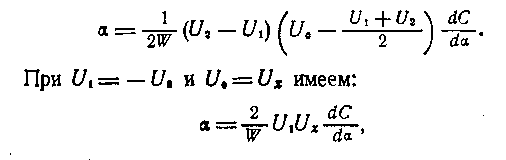 α = 1/2W (U₂ − U₁) (U₀ − U₁ + U₂/2) dC/dα.
При U₁ = − U₂ и U₀ = Uₓ имеем:
α = 2/W U₁Uₓ dC/dα,